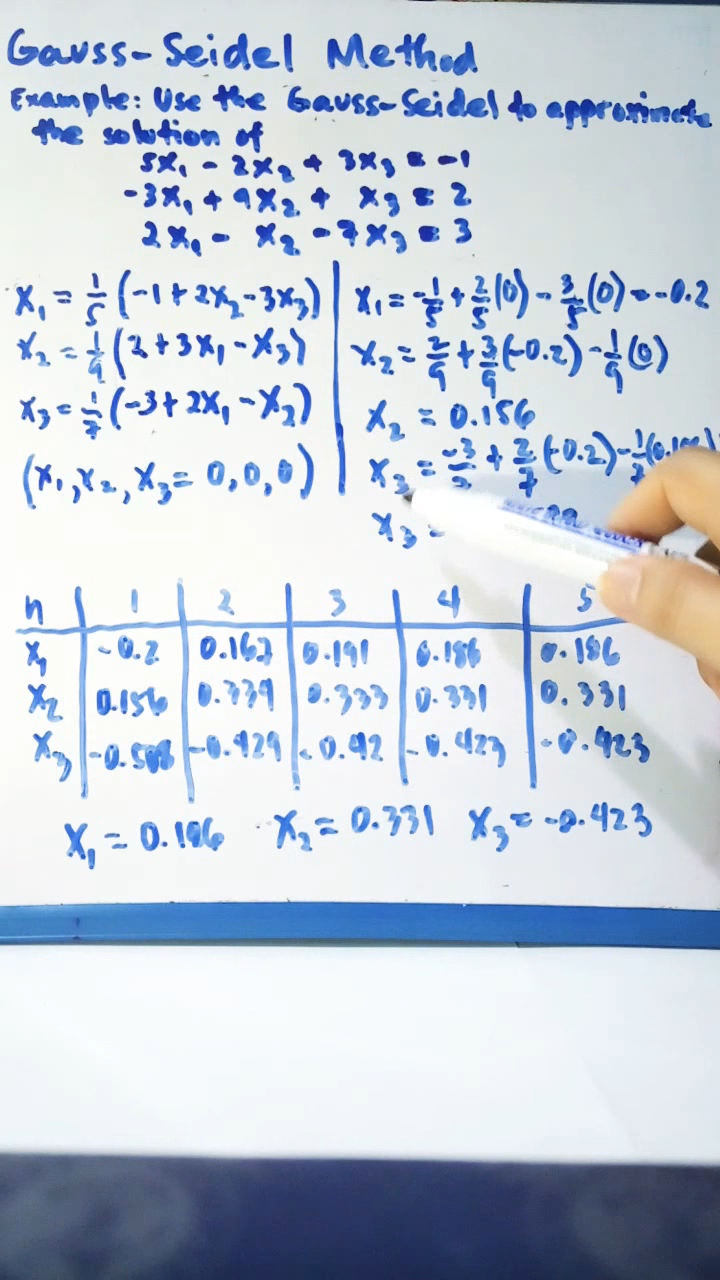 Gauss-Seidel Method
Example: Use the Gauss-Seidel to approximate
the solution of
5x₁ - 2x₂ + 3x₃ = -1
-3x₁ + 9x₂ + x₃ = 2
2x₁ - x₂ - 7x₃ = 3
x₁ = 1/5 (-1 + 2x₂ - 3x₃)
x₂ = 1/9 (2 + 3x₁ - x₃)
x₃ = 1/7 (-3 + 2x₁ - x₂)
(x₁, x₂, x₃ = 0, 0, 0)
x₁ = -1/5 + 2/5 (0) - 3/5 (0) = -0.2
x₂ = 2/9 + 3/9 (-0.2) - 1/9 (0)
x₂ = 0.156
x₃ = -3/7 + 2/7 (-0.2) - 1/7
x₃ =
n 1 2 3 4 5
x₁ -0.2 0.167 0.191 0.186 0.186
x₂ 0.156 0.334 0.333 0.331 0.331
x₃ -0.508 -0.429 -0.42 -0.423 -0.423
x₁ = 0.186 x₂ = 0.331 x₃ = -0.423